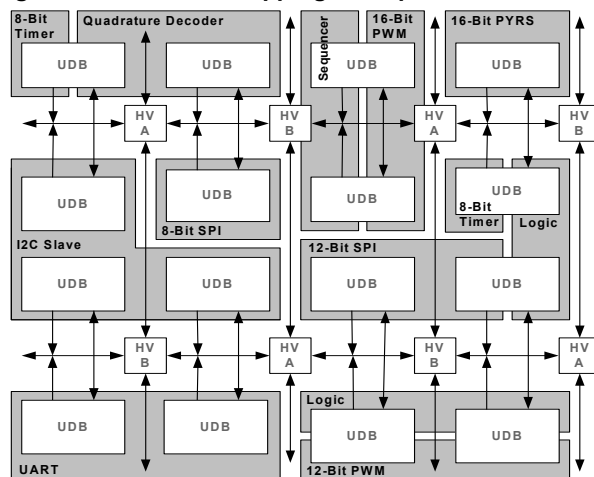 8-Bit
Timer
Quadrature Decoder
Sequencer
16-Bit
PWM
16-Bit PYRS
UDB
UDB
UDB
UDB
HV
A
HV
B
HV
A
HV
B
UDB
UDB
UDB
UDB
8-Bit
Timer
Logic
8-Bit SPI
I2C Slave
12-Bit SPI
UDB
UDB
UDB
UDB
HV
B
HV
A
HV
B
HV
A
Logic
UDB
UDB
UDB
UDB
UART
12-Bit PWM